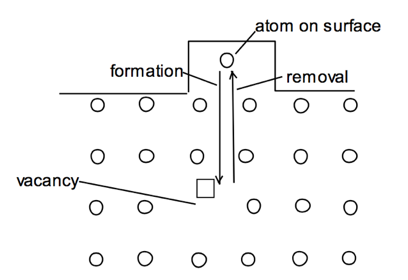 atom on surface
formation
removal
vacancy